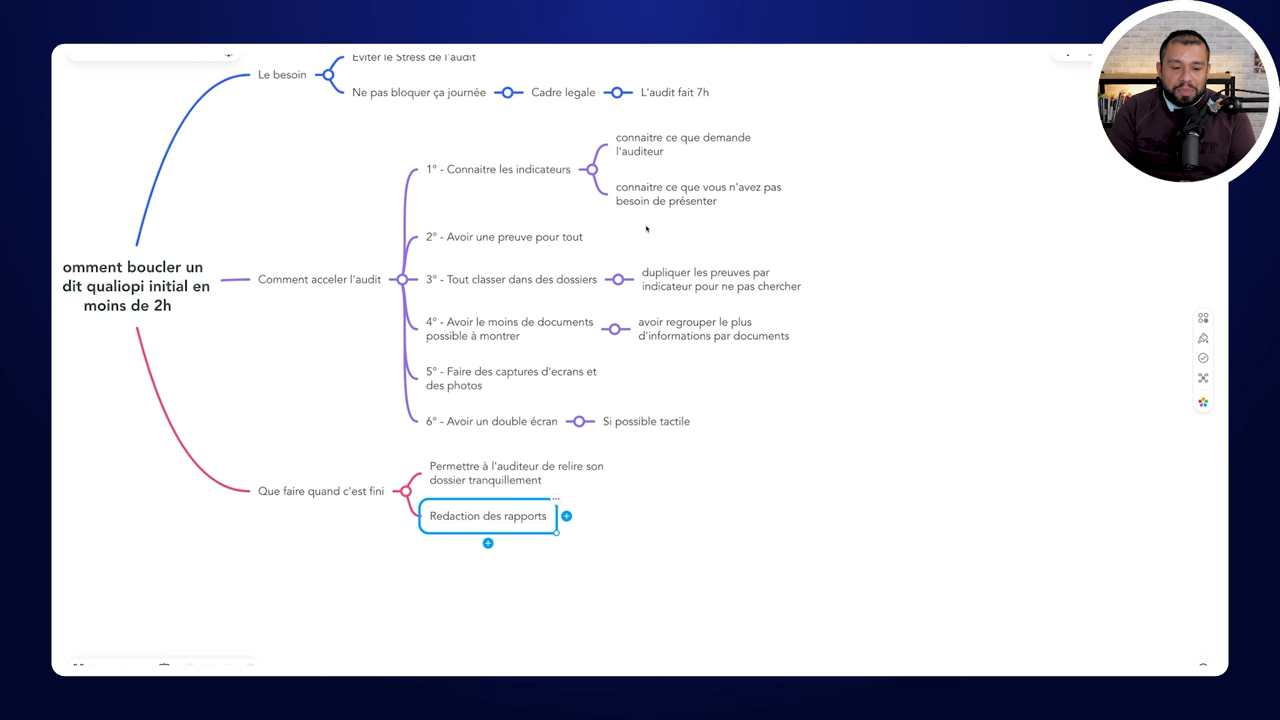 Eviter le Stress de l'audit
Le besoin
Ne pas bloquer ça journée
Cadre legale
L'audit fait 7h
connaitre ce que demande
l'auditeur
1° - Connaitre les indicateurs
connaitre ce que vous n'avez pas
besoin de présenter
2° - Avoir une preuve pour tout
omment boucler un
dit qualiopi initial en
moins de 2h
Comment acceler l'audit
3° - Tout classer dans des dossiers
dupliquer les preuves par
indicateur pour ne pas chercher
4° - Avoir le moins de documents
possible à montrer
avoir regrouper le plus
d'informations par documents
5° - Faire des captures d'ecrans et
des photos
6° - Avoir un double écran
Si possible tactile
Que faire quand c'est fini
Permettre à l'auditeur de relire son
dossier tranquillement
Redaction des rapports